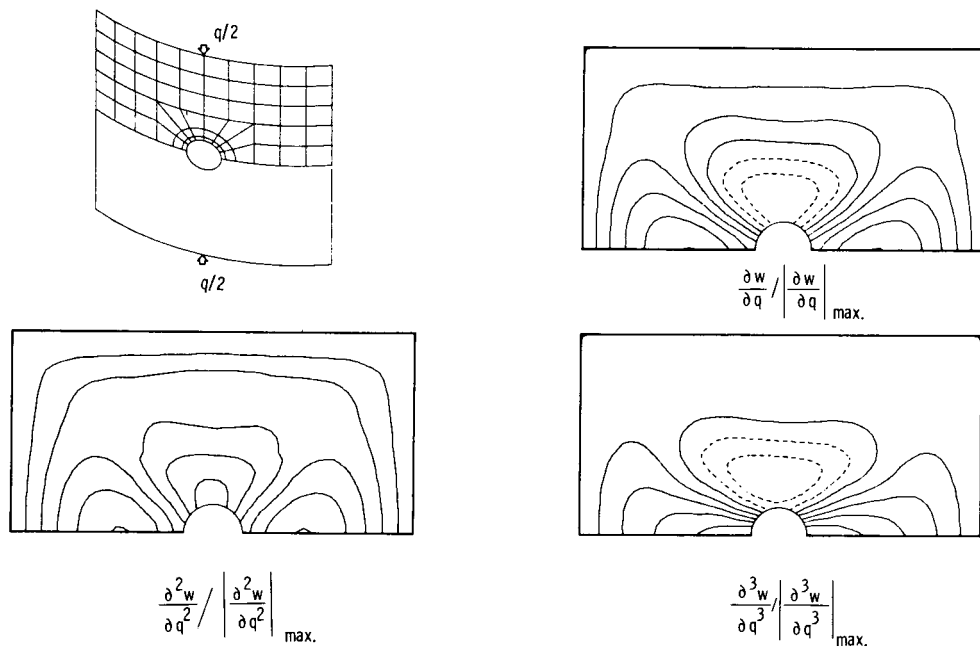 q/2
q/2
∂w/∂q / |∂w/∂q| max.
∂²w/∂q² / |∂²w/∂q²| max.
∂³w/∂q³ / |∂³w/∂q³| max.